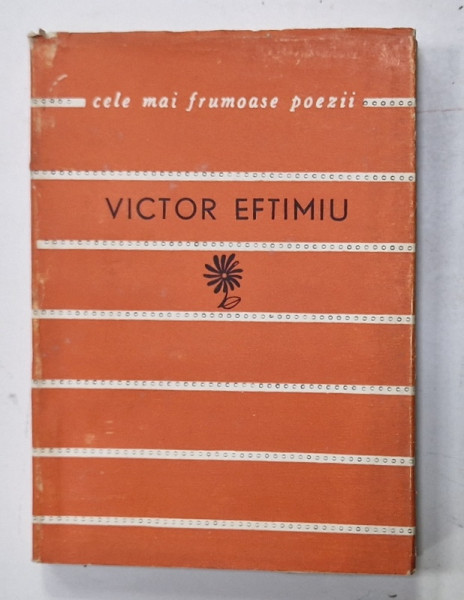 cele mai frumoase poezii
VICTOR EFTIMIU